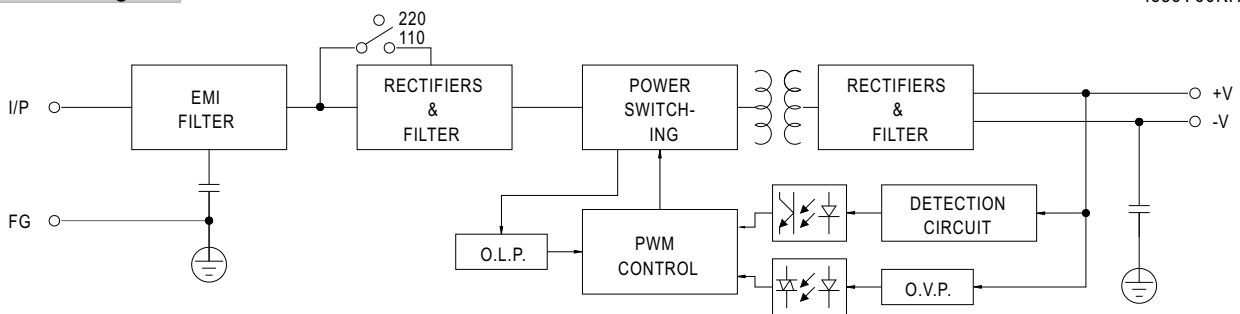 220
110
I/P
EMI
FILTER
RECTIFIERS
&
FILTER
POWER
SWITCH-
ING
RECTIFIERS
&
FILTER
+V
-V
FG
O.L.P.
PWM
CONTROL
DETECTION
CIRCUIT
O.V.P.